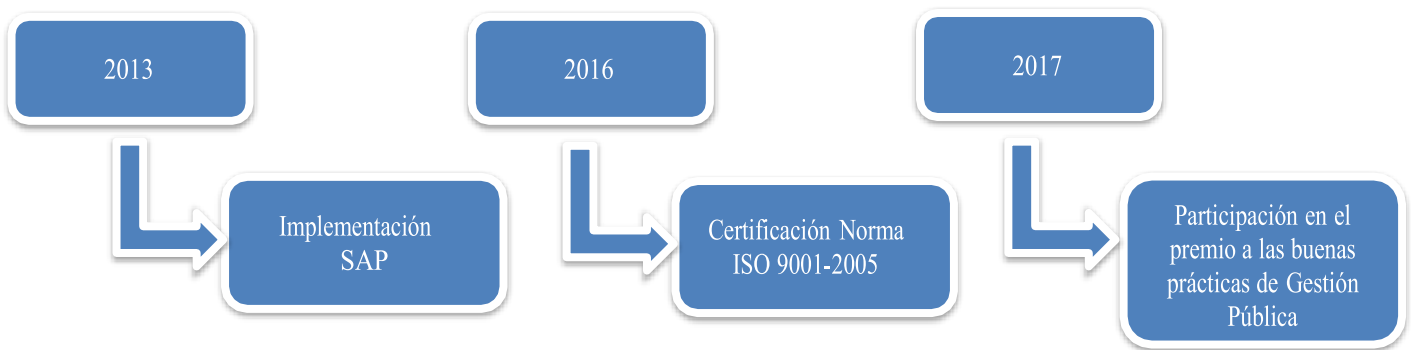 2013
Implementación
SAP
2016
Certificación Norma
ISO 9001-2005
2017
Participación en el
premio a las buenas
prácticas de Gestión
Pública